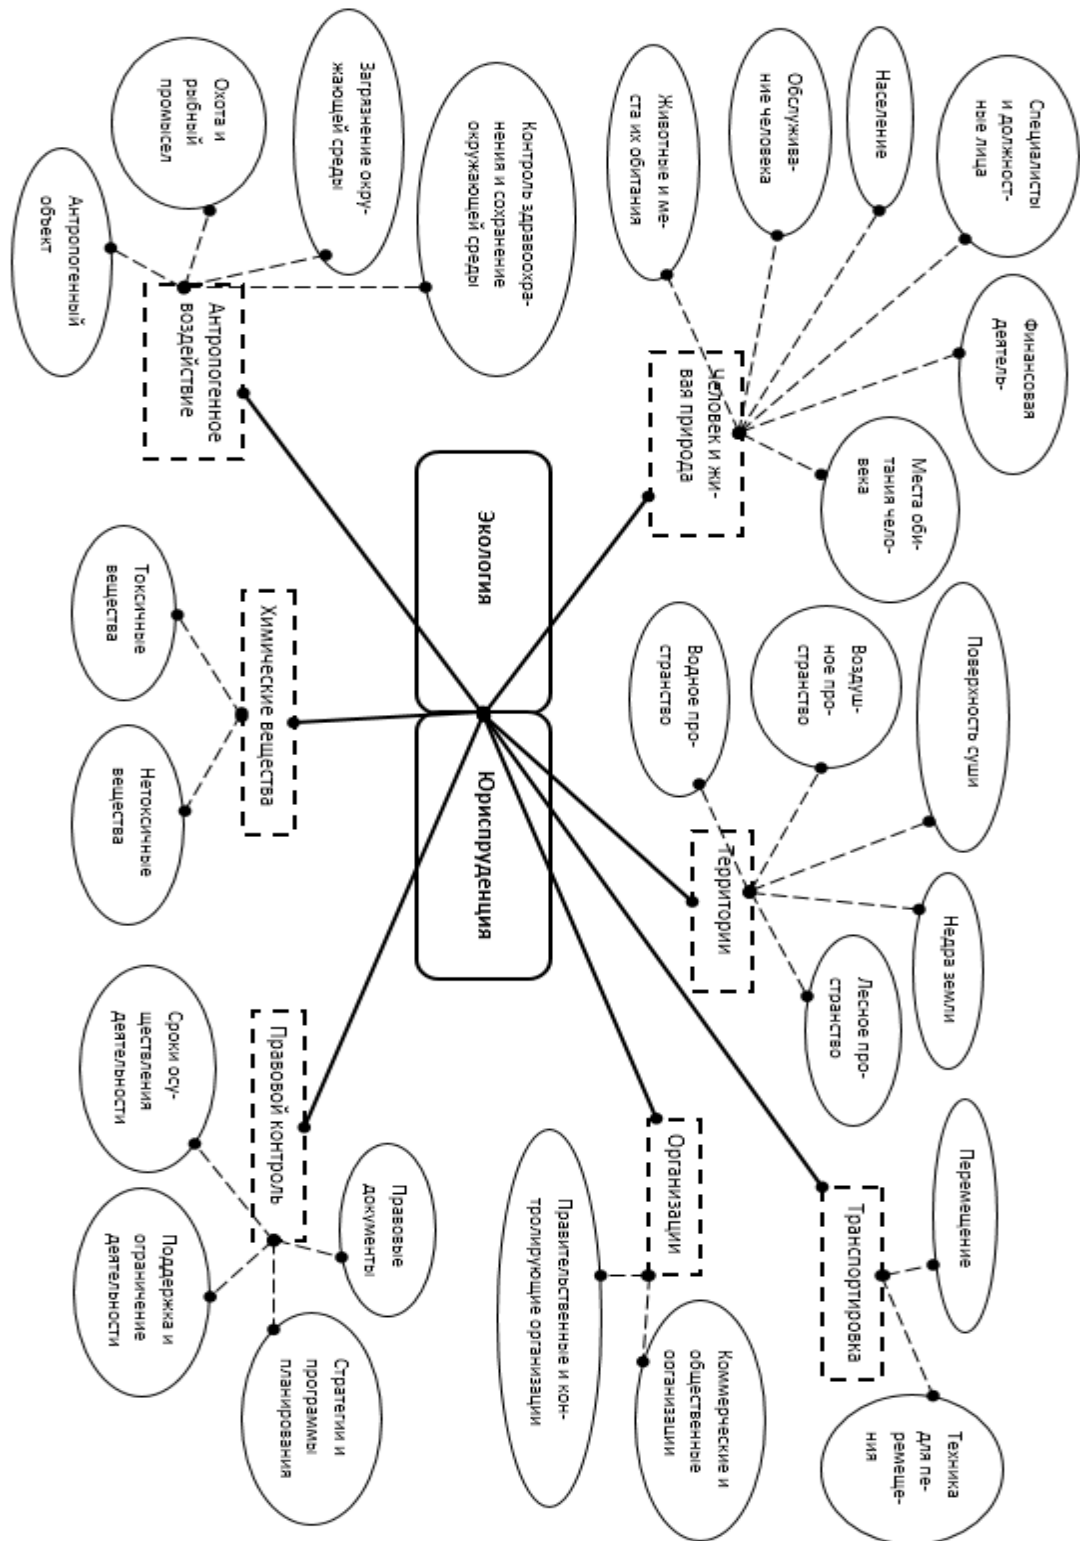 Специалисты
и должност-
ные лица
Население
Обслужива-
ние человека
Животные и ме-
ста их обитания
Финансовая
деятель-
Места оби-
тания чело-
века
Человек и жи-
вая природа
Контроль здравоохра-
нения и сохранение
окружающей среды
Загрязнение окру-
жающей среды
Охота и
рыбный
промысел
Антропогенный
объект
Антропогенное
воздействие
Экология
Юриспруденция
Поверхность суши
Воздуш-
ное про-
странство
Водное про-
странство
Недра земли
Лесное про-
странство
Территории
Химические вещества
Токсичные
вещества
Нетоксичные
вещества
Перемещение
Транспортировка
Техника
для пе-
ремеще-
ния
Организации
Правительственные и кон-
тролирующие организации
Коммерческие и
общественные
оорганизации
Правовой контроль
Правовые
документы
Сроки осу-
ществления
деятельности
Поддержка и
ограничение
деятельности
Стратегии и
программы
планирования